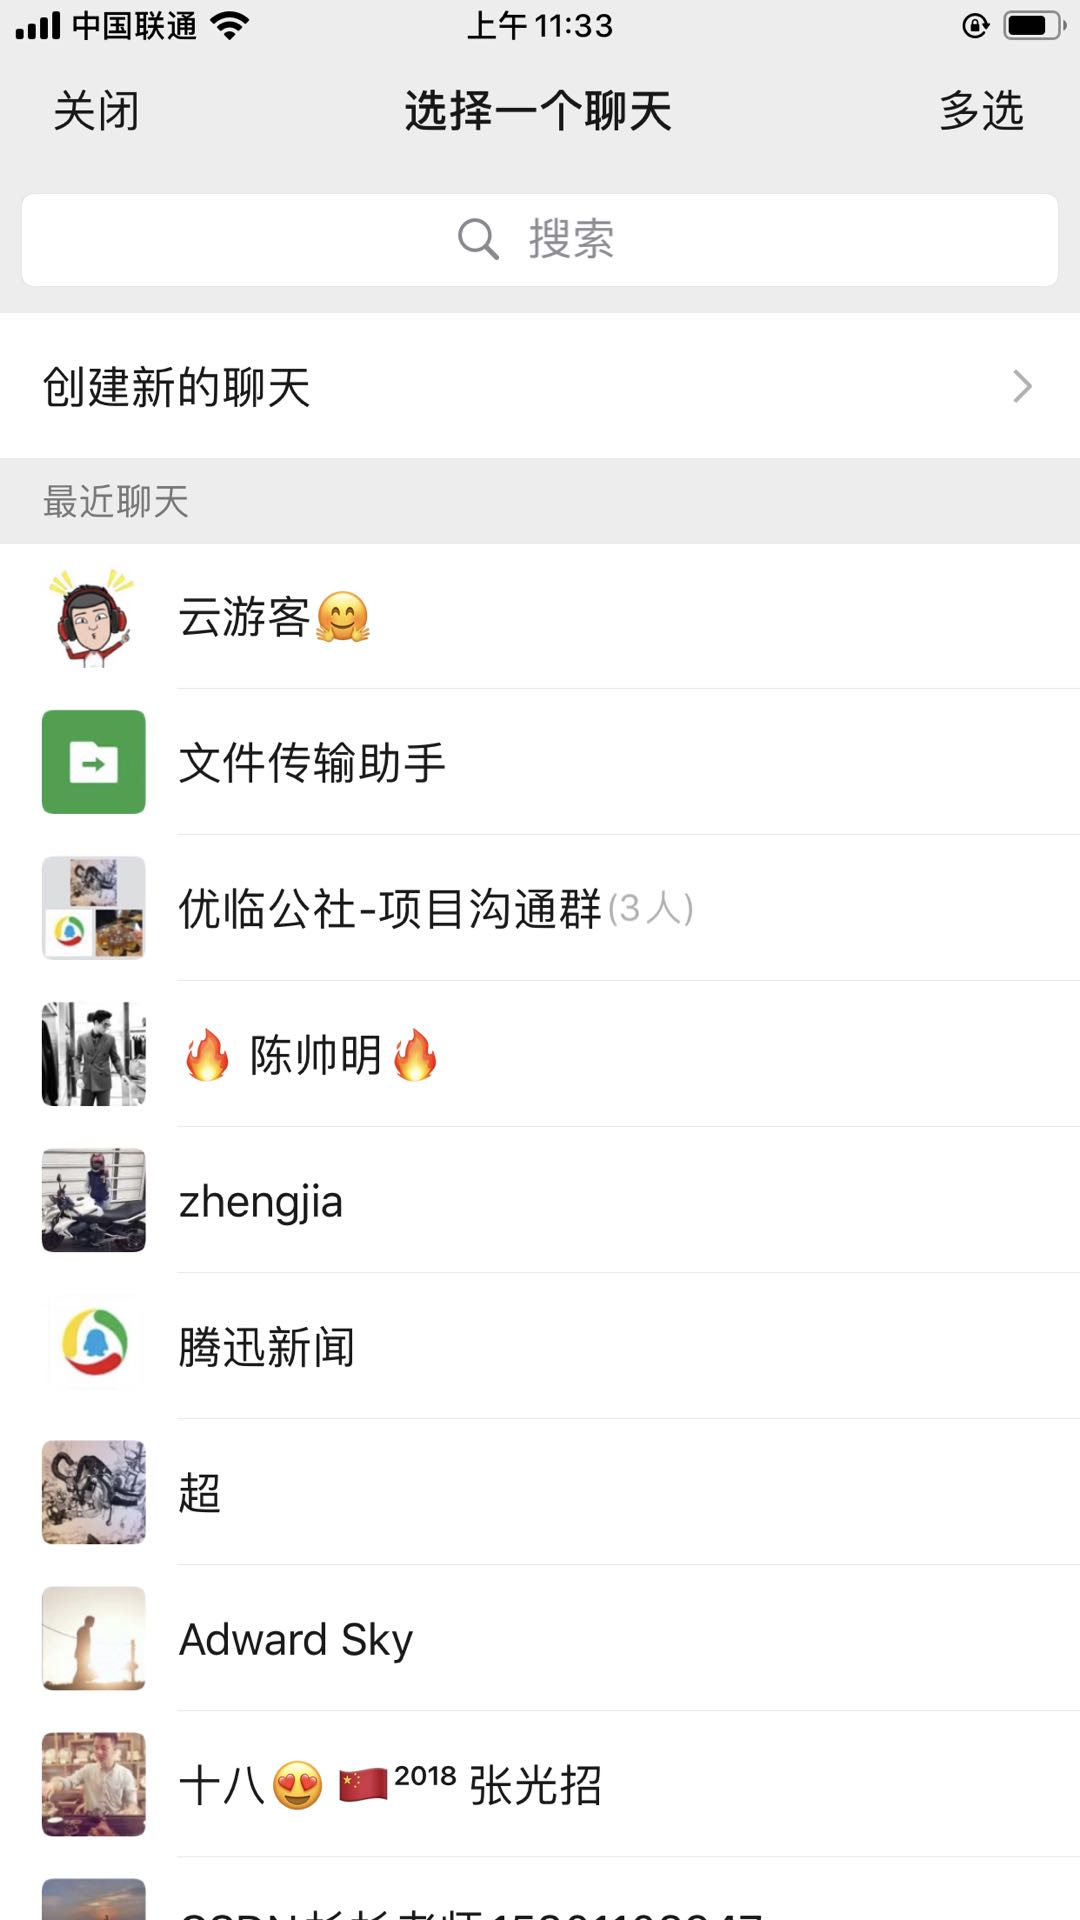 中国联通 上午11:33
关闭 选择一个聊天 多选
搜索
创建新的聊天
最近聊天
云游客🤗
文件传输助手
优临公社-项目沟通群(3人)
🔥 陈帅明🔥
zhengjia
腾迅新闻
超
Adward Sky
十八😍 🇨🇳²⁰¹⁸ 张光招